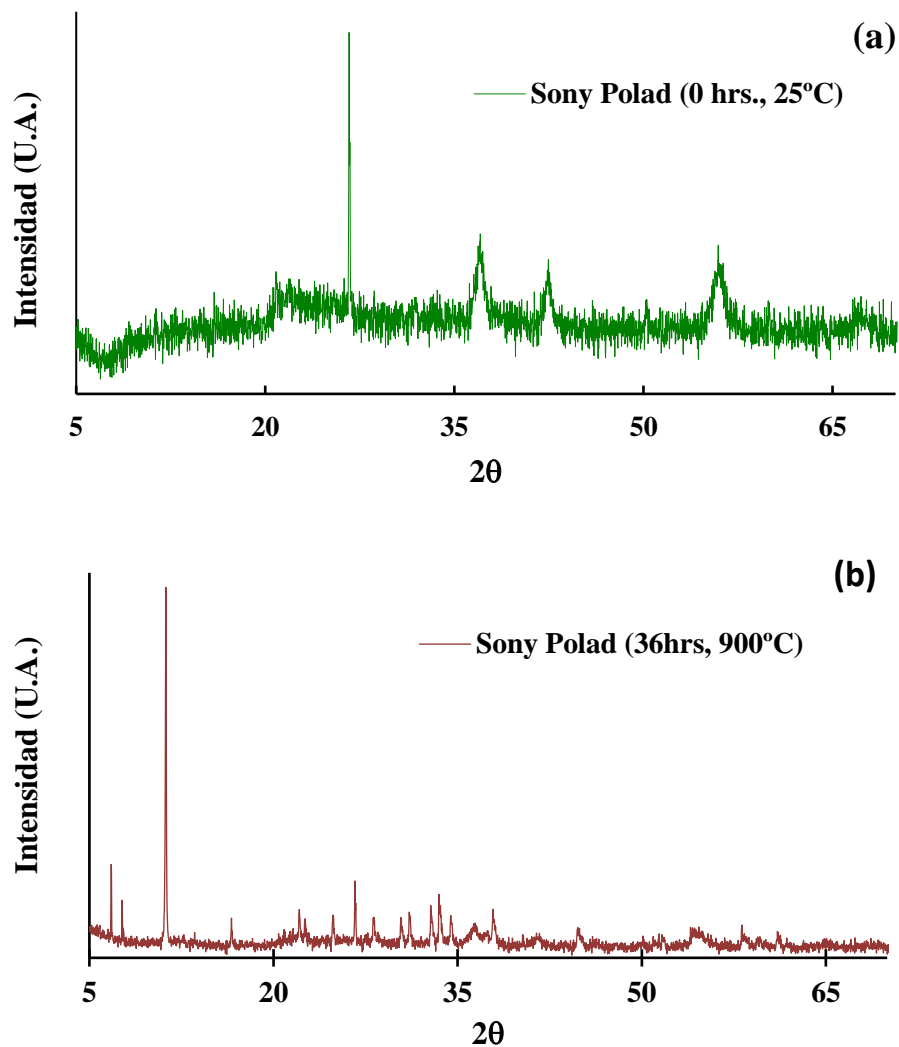 (a)
Sony Polad (0 hrs., 25ºC)
Intensidad (U.A.)
5 20 35 50 65
2θ
(b)
Sony Polad (36hrs, 900ºC)
Intensidad (U.A.)
5 20 35 50 65
2θ